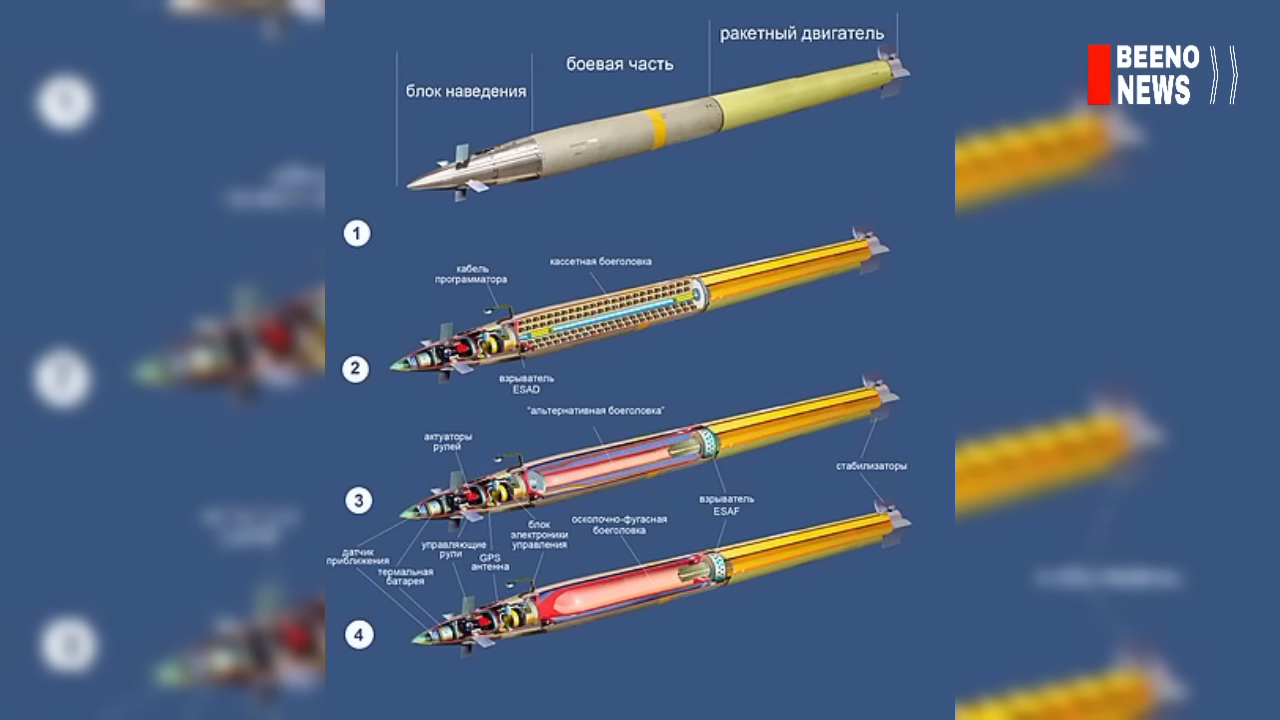 ракетный двигатель
боевая часть
блок наведения
BEENO
NEWS
1
кабель
программатора
кассетная боеголовка
2
взрыватель
ESAD
"альтернативная боеголовка"
актуаторы
рулей
стабилизаторы
3
взрыватель
ESAF
осколочно-фугасная
боеголовка
блок
электроники
управления
управляющие
рули
GPS
антенна
датчик
приближения
термальная
батарея
4